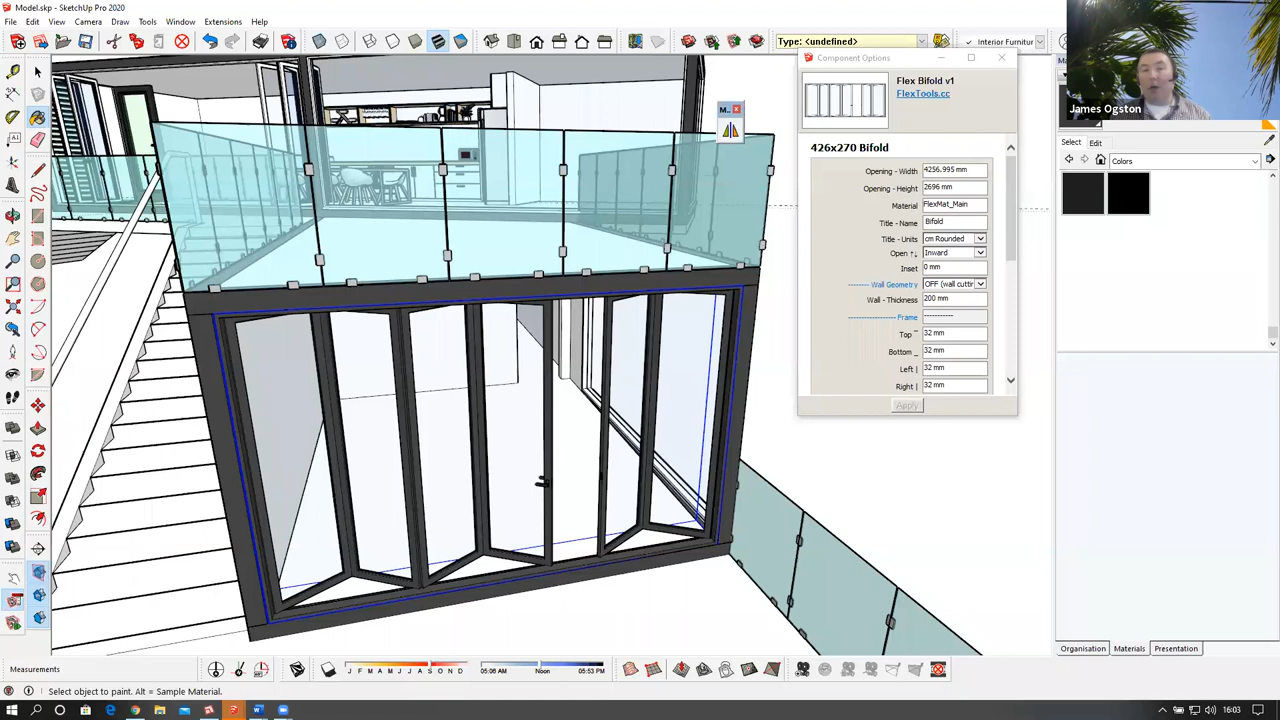 Model.skp - SketchUp Pro 2020
File Edit View Camera Draw Tools Window Extensions Help
Type: <undefined>
Interior Furnitur
James Ogston
Component Options
Flex Bifold v1
FlexTools.cc
426x270 Bifold
Opening - Width 4256.995 mm
Opening - Height 2696 mm
Material FlexMat_Main
Title - Name Bifold
Title - Units cm Rounded
Open ↑↓ Inward
Inset 0 mm
-------- Wall Geometry OFF (wall cuttir
Wall - Thickness 200 mm
----------------- Frame -----------
Top ¯ 32 mm
Bottom _ 32 mm
Left | 32 mm
Right | 32 mm
Apply
M..
Select Edit
Colors
Organisation Materials Presentation
Measurements
J F M A M J J A S O N D
05:06 AM Noon 05:53 PM
Select object to paint. Alt = Sample Material.
16:03